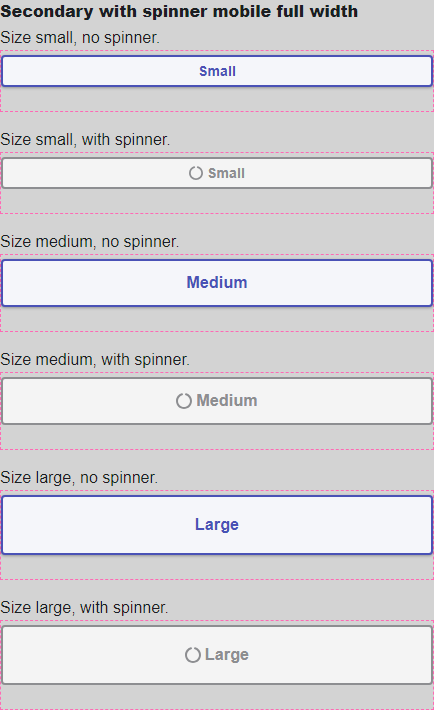 Secondary with spinner mobile full width
Size small, no spinner.
Small
Size small, with spinner.
Small
Size medium, no spinner.
Medium
Size medium, with spinner.
Medium
Size large, no spinner.
Large
Size large, with spinner.
Large